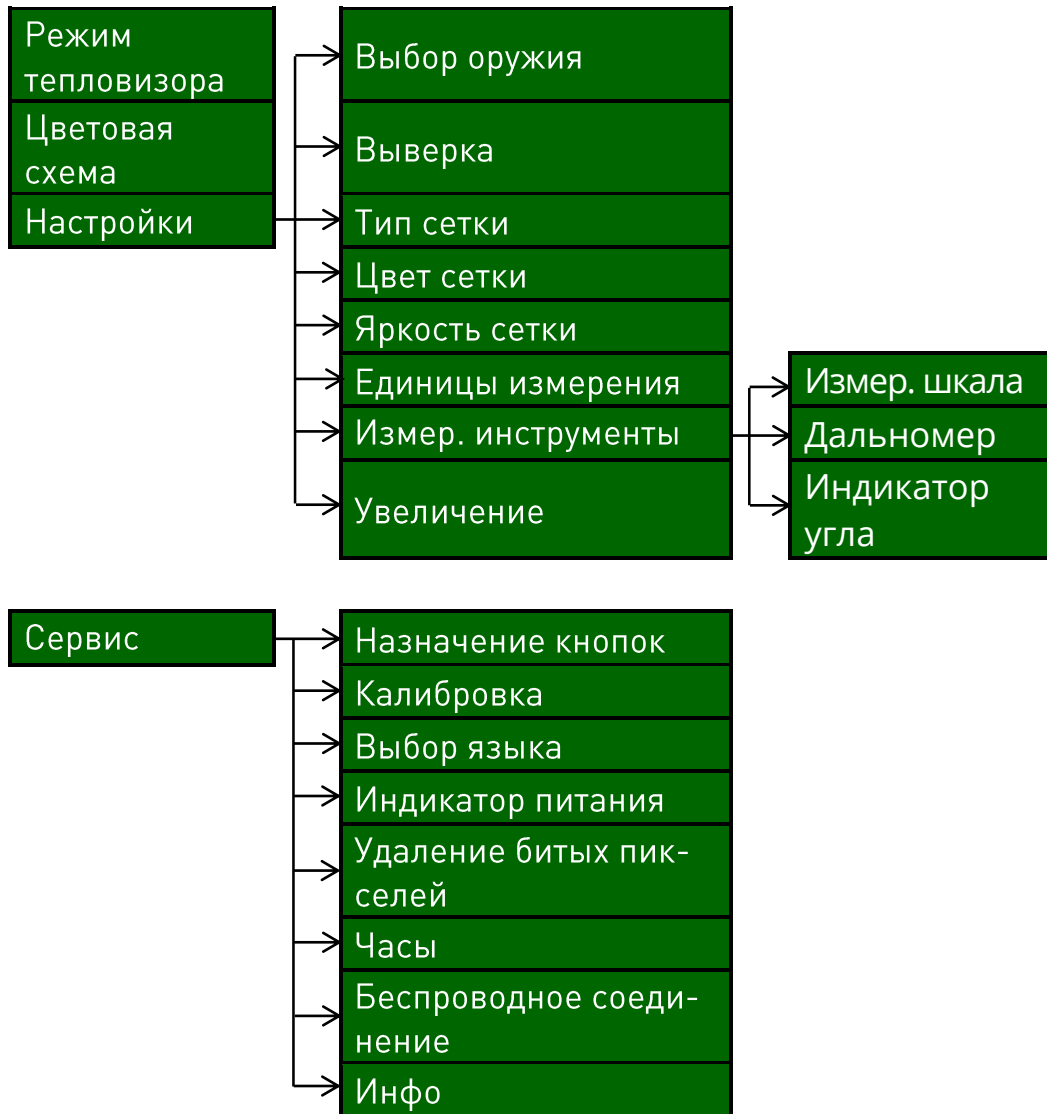 Режим
тепловизора
Цветовая
схема
Настройки
Выбор оружия
Выверка
Тип сетки
Цвет сетки
Яркость сетки
Единицы измерения
Измер. инструменты
Увеличение
Измер. шкала
Дальномер
Индикатор
угла
Сервис
Назначение кнопок
Калибровка
Выбор языка
Индикатор питания
Удаление битых пик-
селей
Часы
Беспроводное соеди-
нение
Инфо